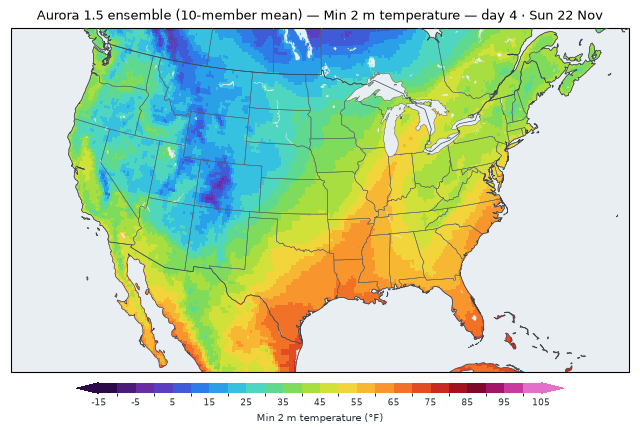 Aurora 1.5 ensemble (10-member mean) — Min 2 m temperature — day 4 · Sun 22 Nov
-15 -5 5 15 25 35 45 55 65 75 85 95 105
Min 2 m temperature (°F)